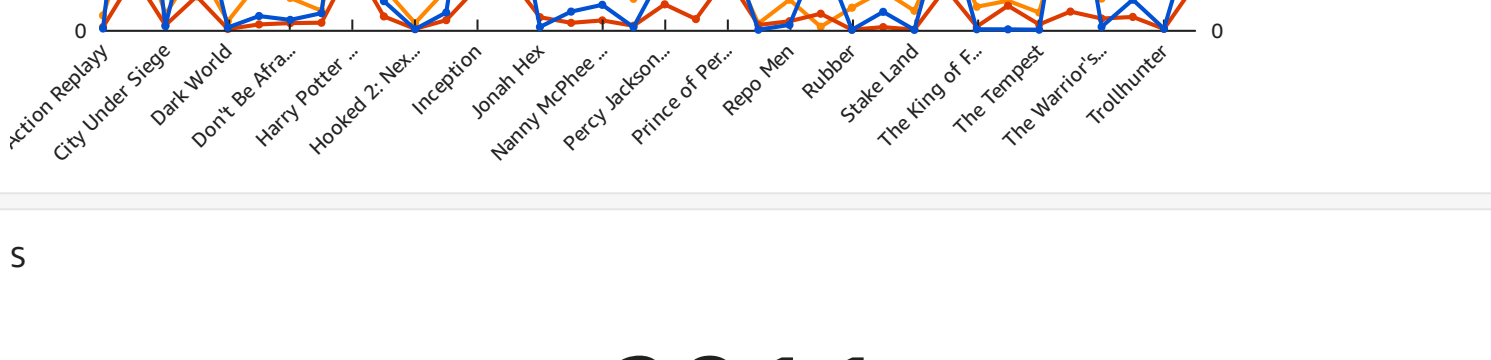 0
0
Action Replayy
City Under Siege
Dark World
Don't Be Afra...
Harry Potter ...
Hooked 2: Nex...
Inception
Jonah Hex
Nanny McPhee ...
Percy Jackson...
Prince of Per...
Repo Men
Rubber
Stake Land
The King of F...
The Tempest
The Warrior's...
Trollhunter
s